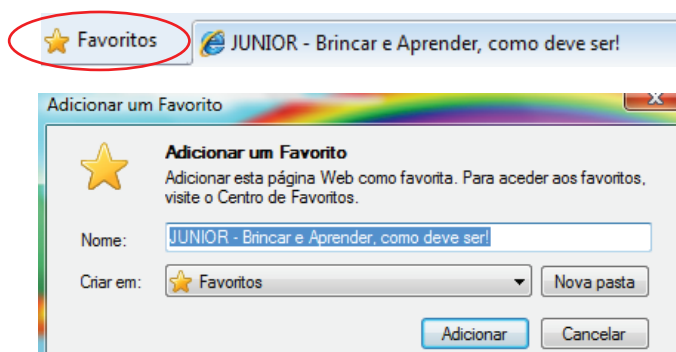 Favoritos JUNIOR - Brincar e Aprender, como deve ser!
Adicionar um Favorito
Adicionar um Favorito
Adicionar esta página Web como favorita. Para aceder aos favoritos,
visite o Centro de Favoritos.
Nome: JUNIOR - Brincar e Aprender, como deve ser!
Criar em: Favoritos Nova pasta
Adicionar Cancelar